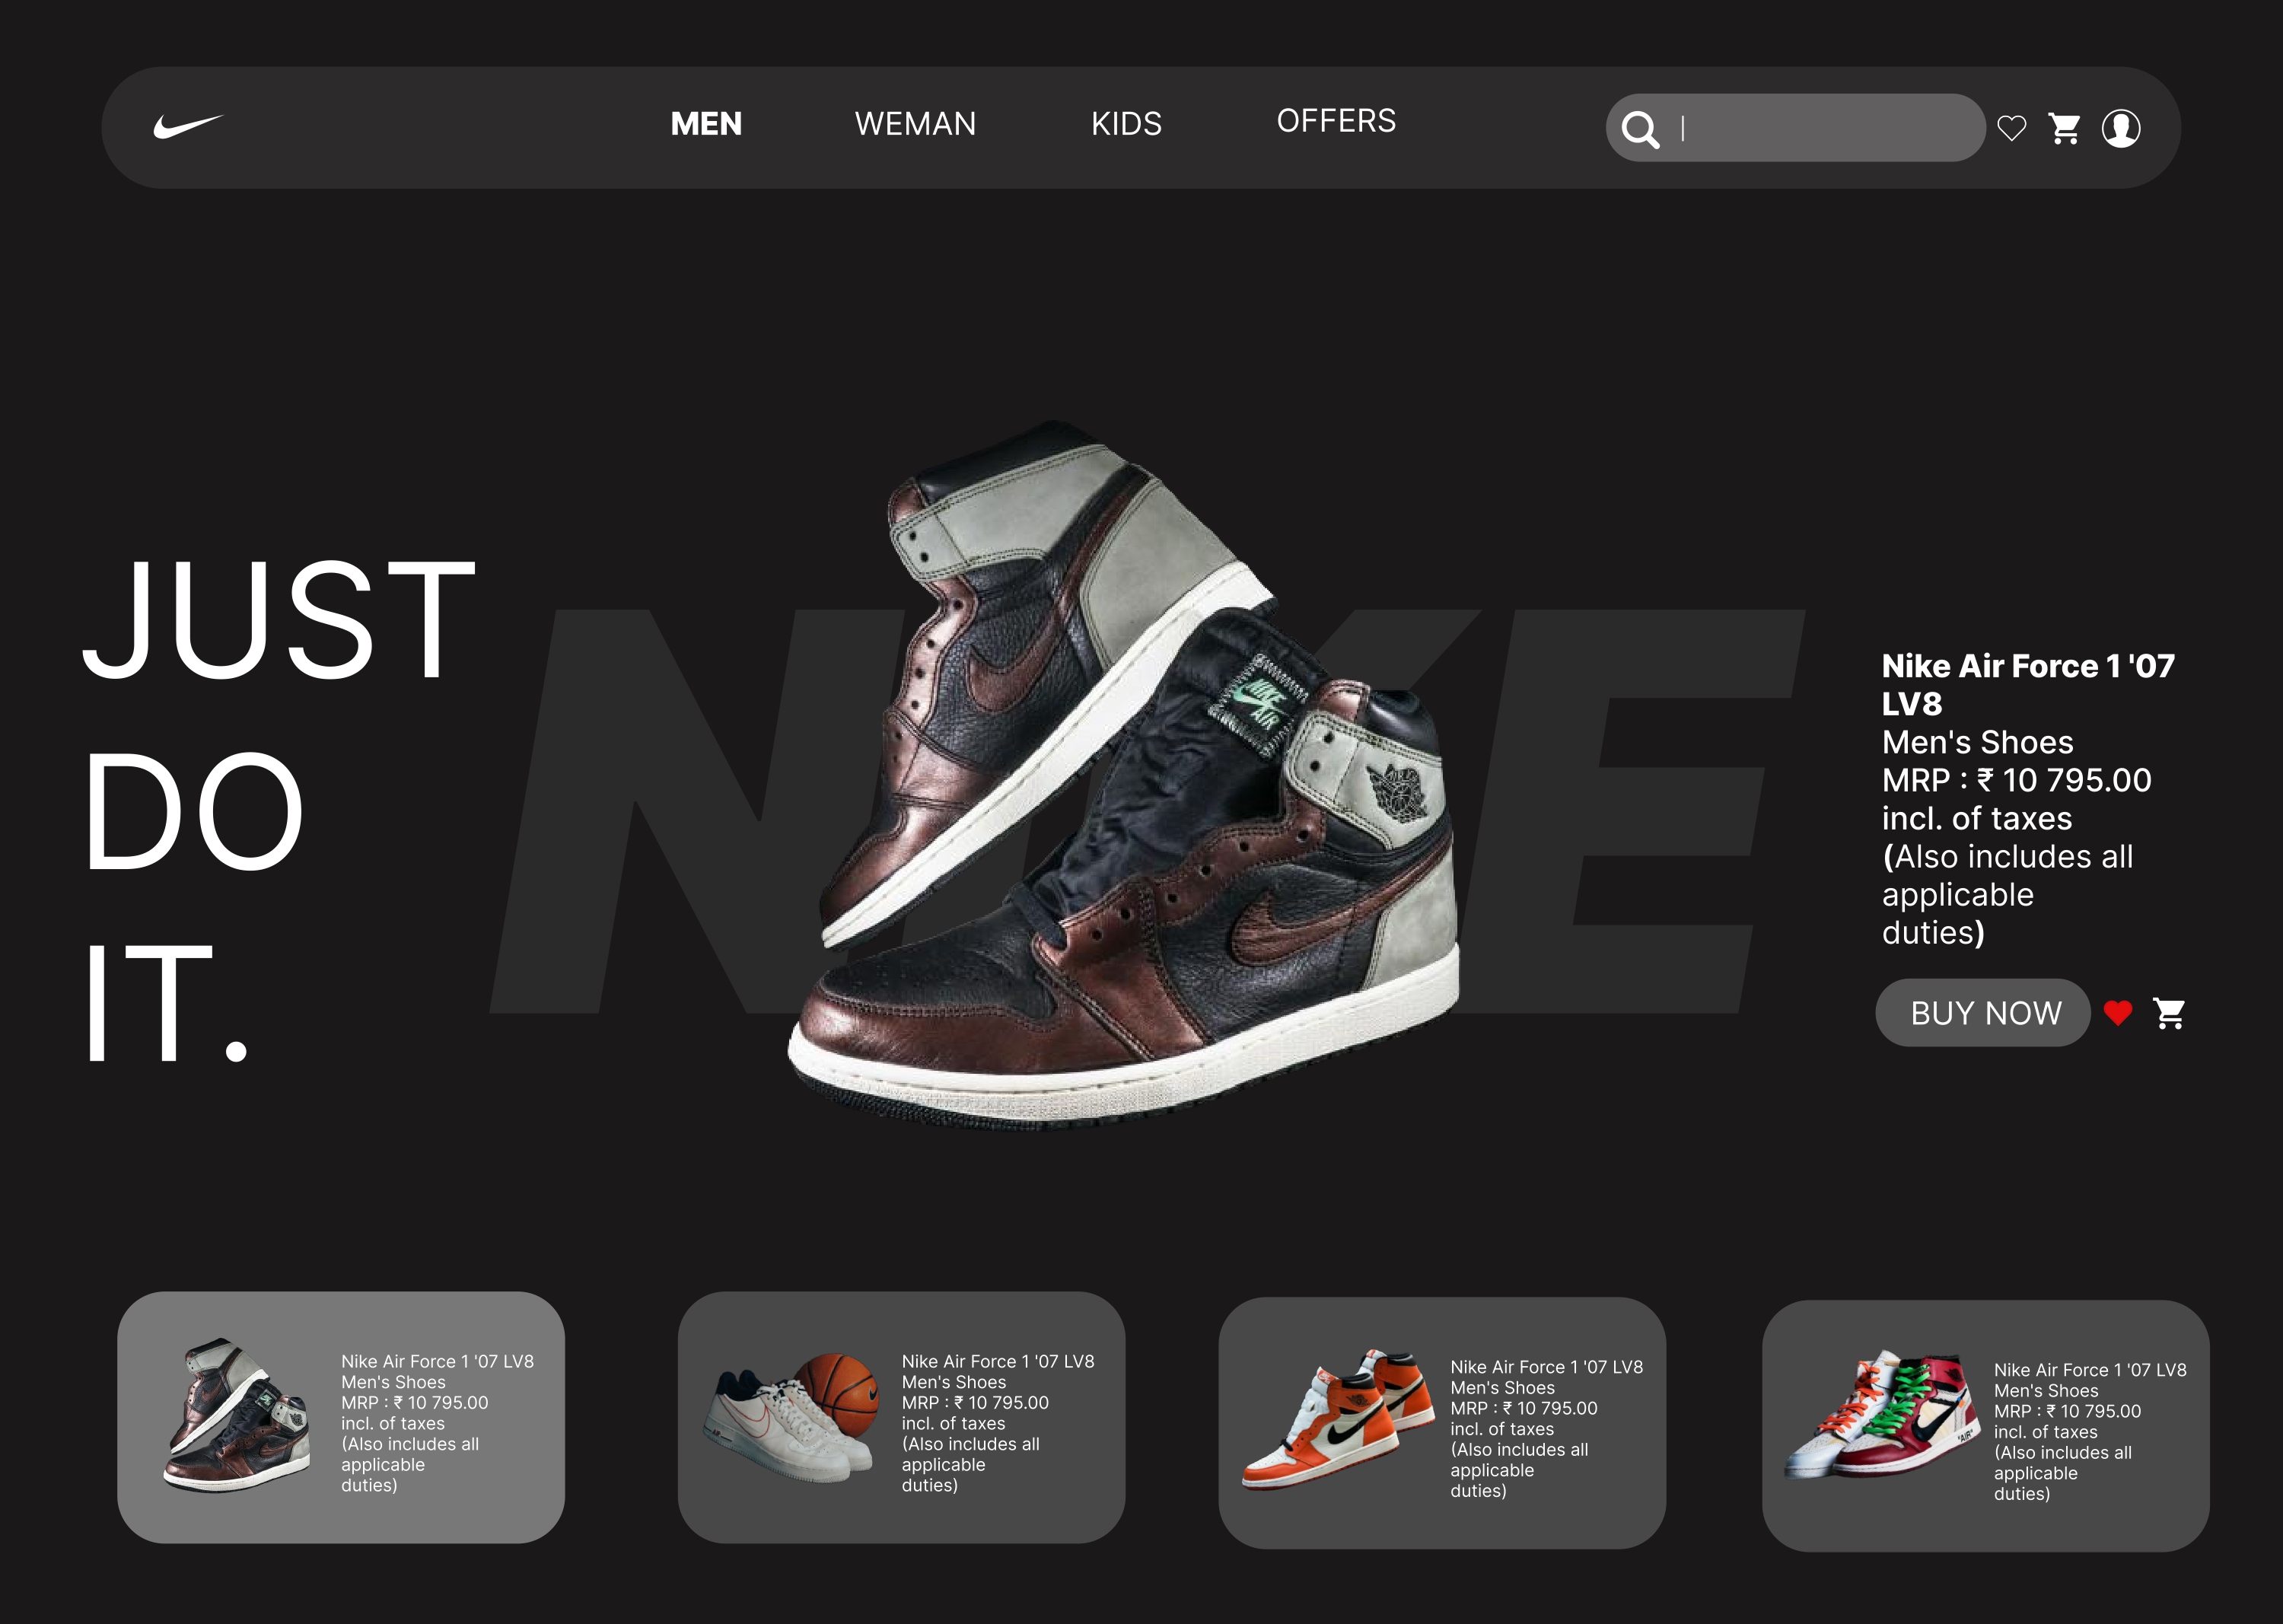 MEN WEMAN KIDS OFFERS
JUST
DO
IT.
NIKE
NIKE
AIR
Nike Air Force 1 '07
LV8
Men's Shoes
MRP : ₹ 10 795.00
incl. of taxes
(Also includes all
applicable
duties)
BUY NOW
Nike Air Force 1 '07 LV8
Men's Shoes
MRP : ₹ 10 795.00
incl. of taxes
(Also includes all
applicable
duties)
Nike Air Force 1 '07 LV8
Men's Shoes
MRP : ₹ 10 795.00
incl. of taxes
(Also includes all
applicable
duties)
Nike Air Force 1 '07 LV8
Men's Shoes
MRP : ₹ 10 795.00
incl. of taxes
(Also includes all
applicable
duties)
"AIR"
Nike Air Force 1 '07 LV8
Men's Shoes
MRP : ₹ 10 795.00
incl. of taxes
(Also includes all
applicable
duties)